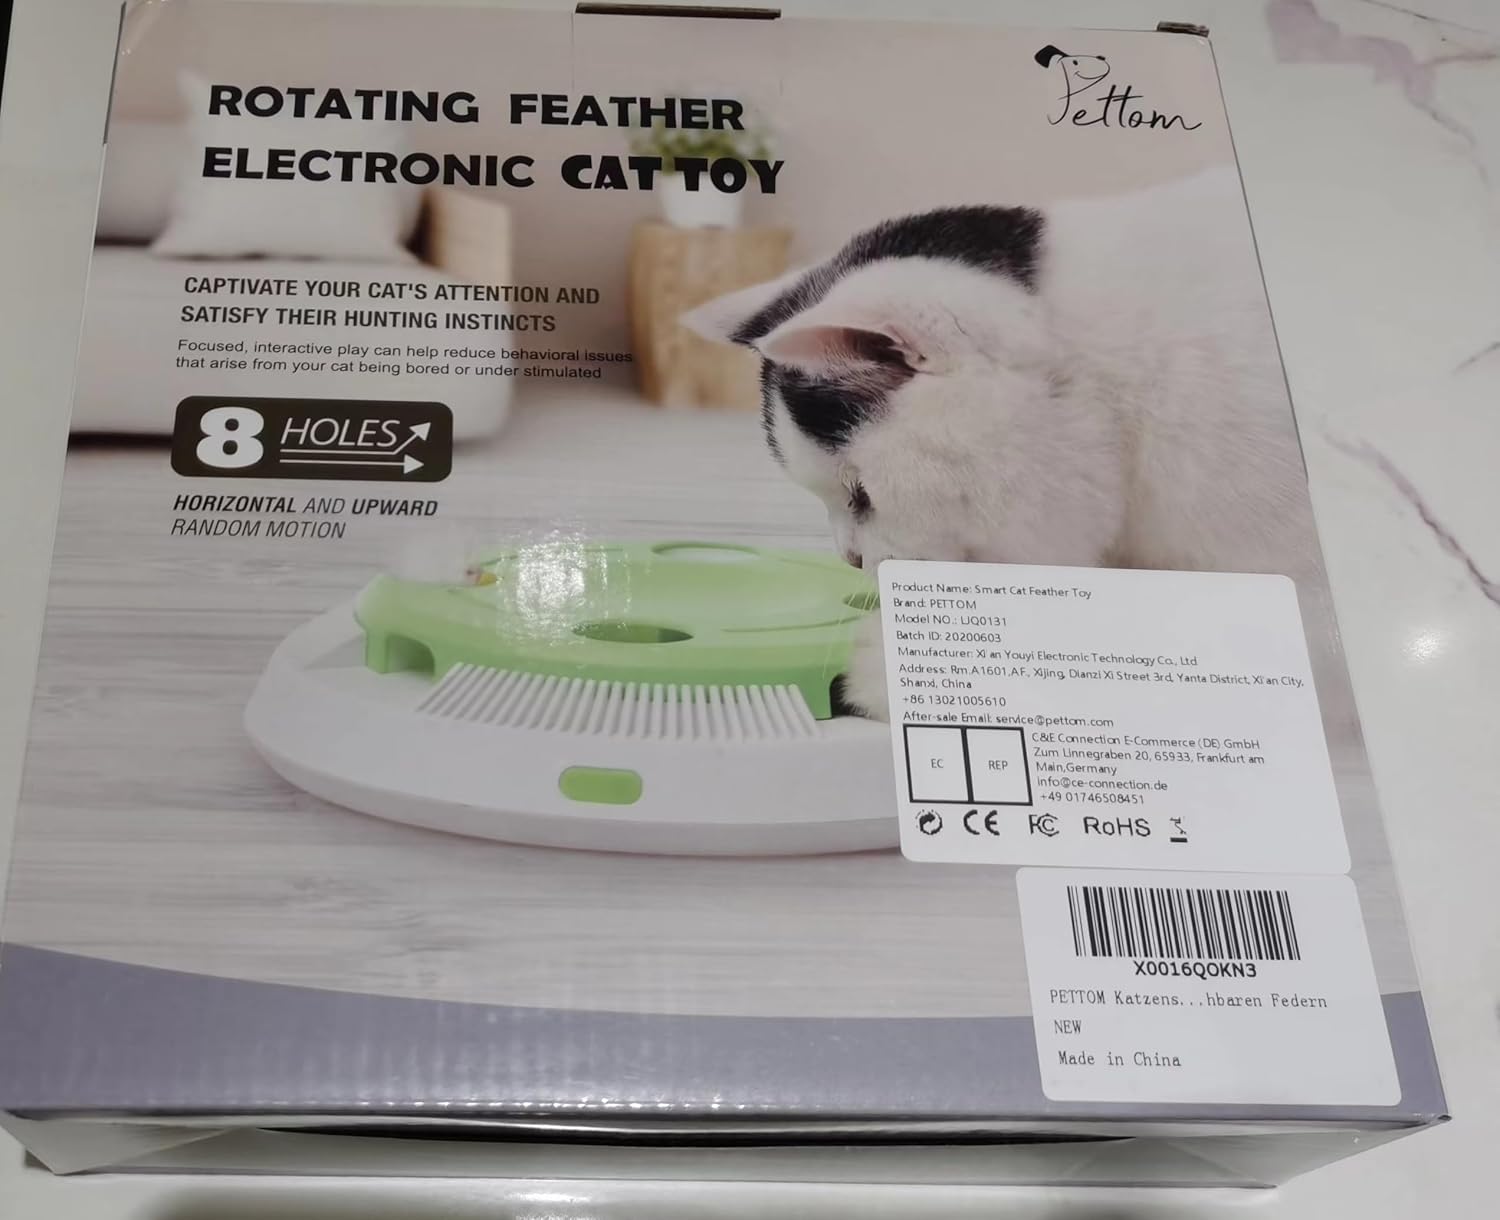 Pettom
ROTATING FEATHER
ELECTRONIC CAT TOY
CAPTIVATE YOUR CAT'S ATTENTION AND
SATISFY THEIR HUNTING INSTINCTS
Focused, interactive play can help reduce behavioral issues
that arise from your cat being bored or under stimulated
8 HOLES
HORIZONTAL AND UPWARD
RANDOM MOTION
Product Name: Smart Cat Feather Toy
Brand: PETTOM
Model NO.: UQ0131
Batch ID: 20200603
Manufacturer: Xi an Youyi Electronic Technology Co., Ltd
Address: Rm.A1601,AF., Xijing, Dianzi Xi Street 3rd, Yanta District, Xi'an City,
Shanxi, China
+86 13021005610
After-sale Email: service@pettom.com
EC REP
C&E Connection E-Commerce (DE) GmbH
Zum Linnegraben 20, 65933, Frankfurt am
Main,Germany
info@ce-connection.de
+49 01746508451
CE FC RoHS
X0016QOKN3
PETTOM Katzens...hbaren Federn
NEW
Made in China